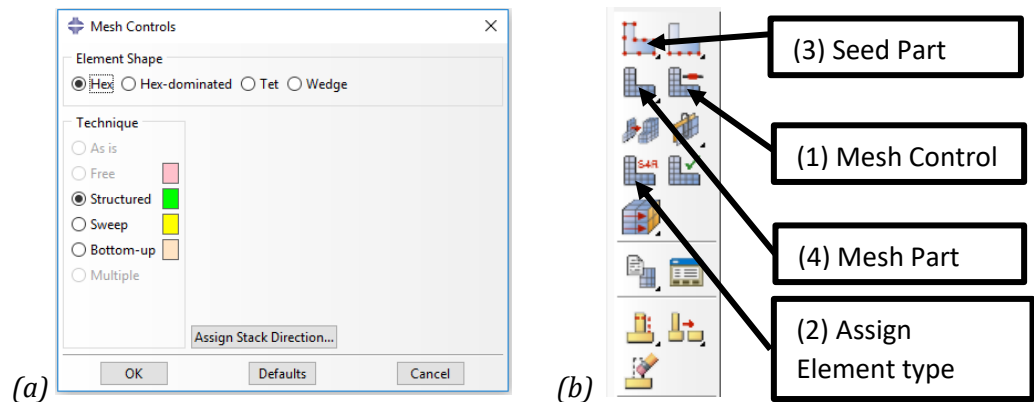 Mesh Controls
Element Shape
Hex Hex-dominated Tet Wedge
Technique
As is
Free
Structured
Sweep
Bottom-up
Multiple
Assign Stack Direction...
OK Defaults Cancel
(a)
(3) Seed Part
(1) Mesh Control
S4R
(4) Mesh Part
(2) Assign
Element type
(b)